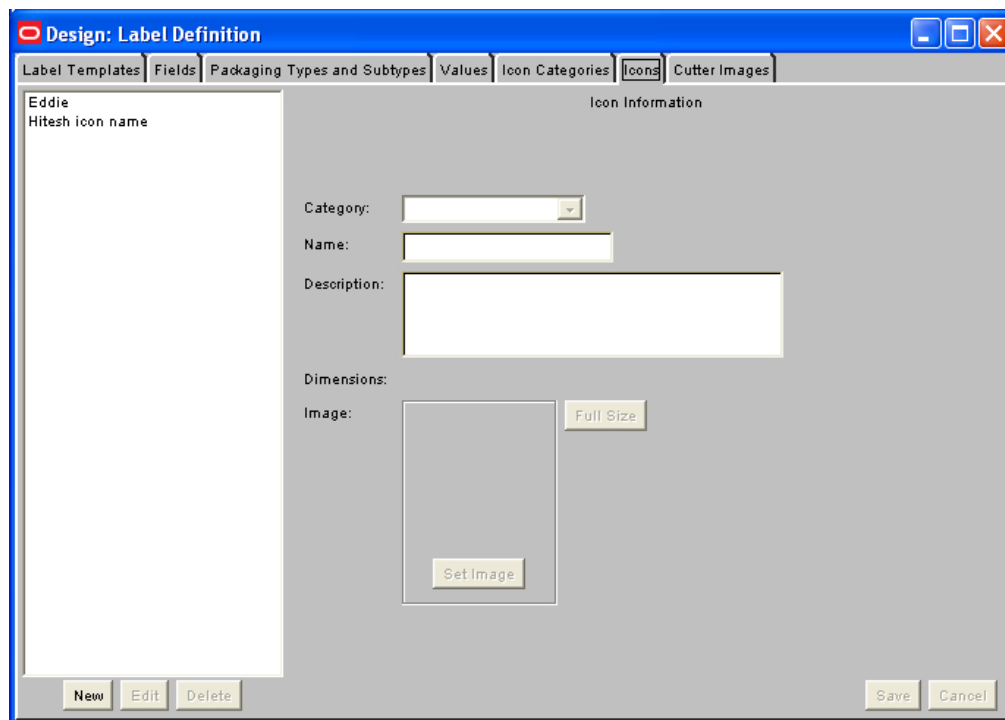 Design: Label Definition
Label Templates Fields Packaging Types and Subtypes Values Icon Categories Icons Cutter Images
Eddie
Hitesh icon name
Icon Information
Category:
Name:
Description:
Dimensions:
Image:
Full Size
Set Image
New Edit Delete
Save Cancel